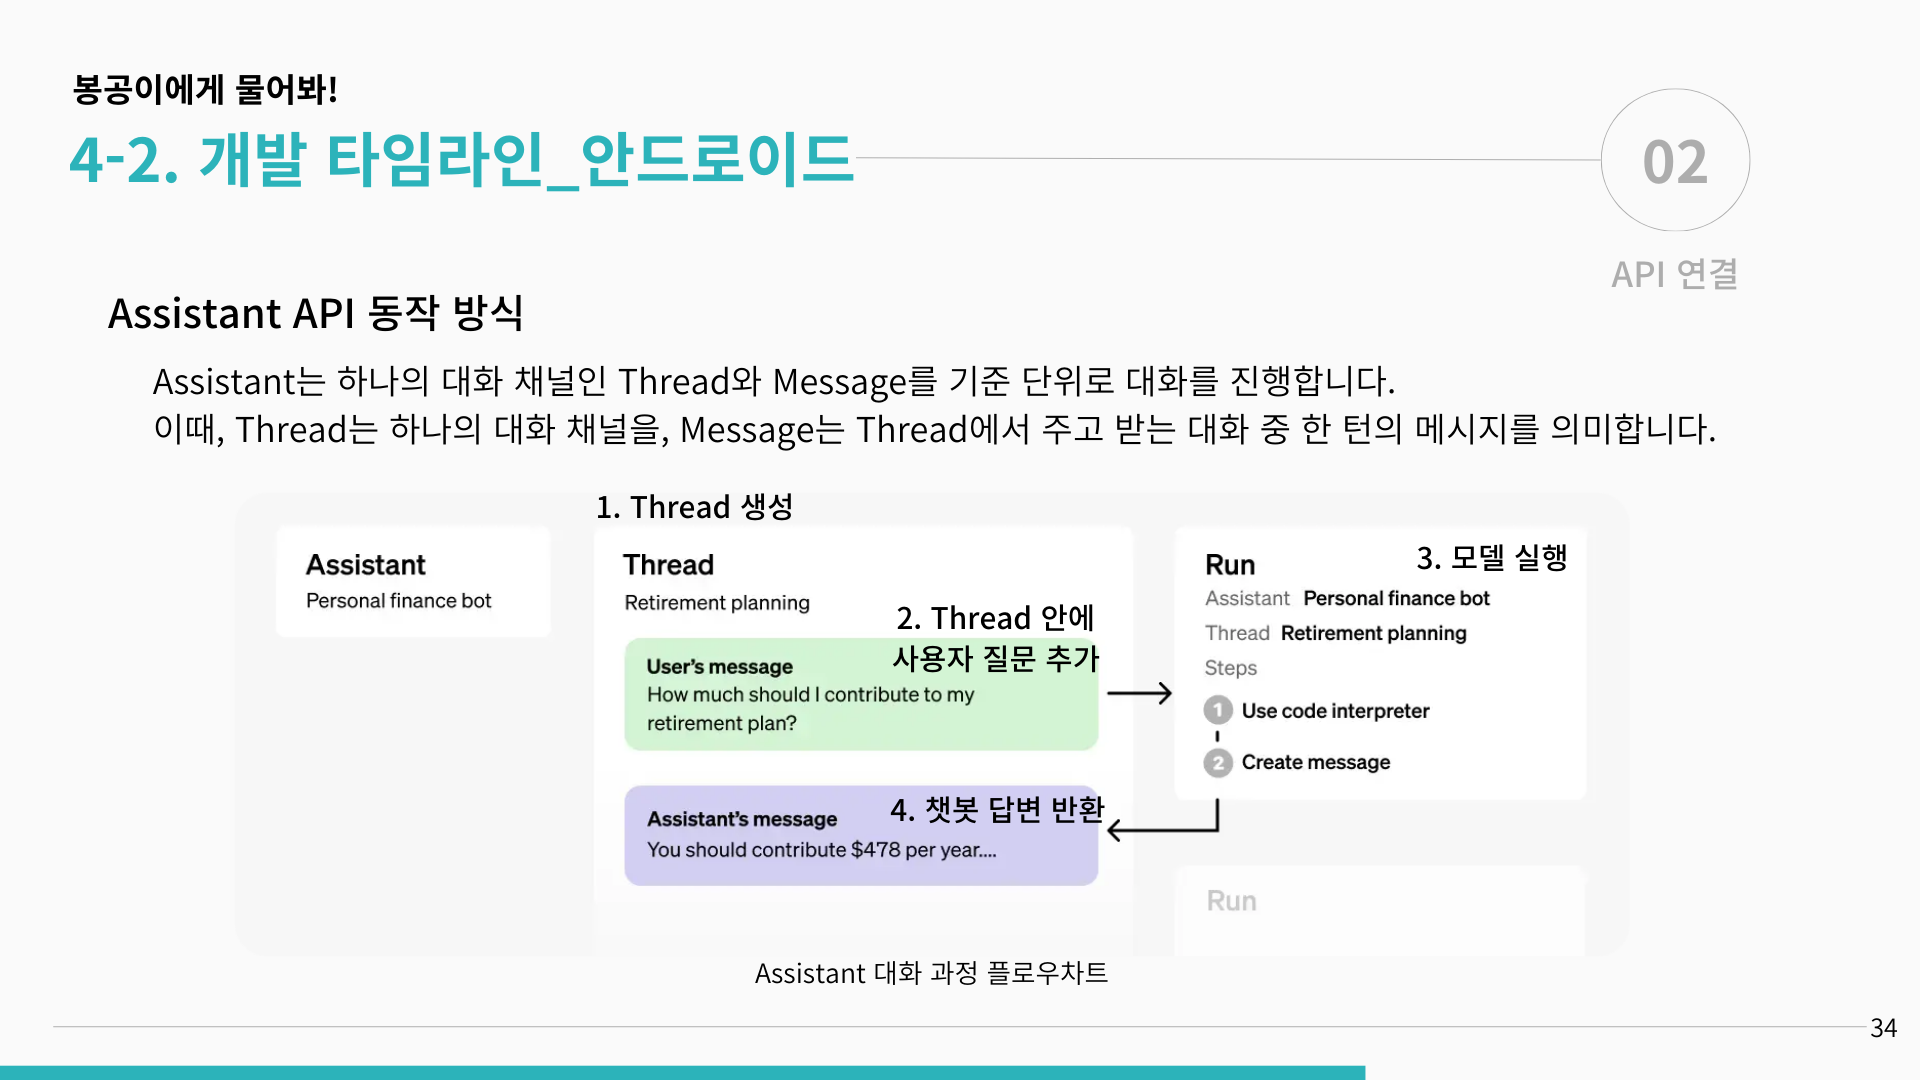 봉공이에게 물어봐!
4-2. 개발 타임라인_안드로이드
02
API 연결
Assistant API 동작 방식
Assistant는 하나의 대화 채널인 Thread와 Message를 기준 단위로 대화를 진행합니다.
이때, Thread는 하나의 대화 채널을, Message는 Thread에서 주고 받는 대화 중 한 턴의 메시지를 의미합니다.
Assistant
Personal finance bot
1. Thread 생성
Thread
Retirement planning
2. Thread 안에
사용자 질문 추가
User's message
How much should I contribute to my
retirement plan?
4. 챗봇 답변 반환
Assistant's message
You should contribute $478 per year....
Run
3. 모델 실행
Assistant Personal finance bot
Thread Retirement planning
Steps
1 Use code interpreter
2 Create message
Run
Assistant 대화 과정 플로우차트
34